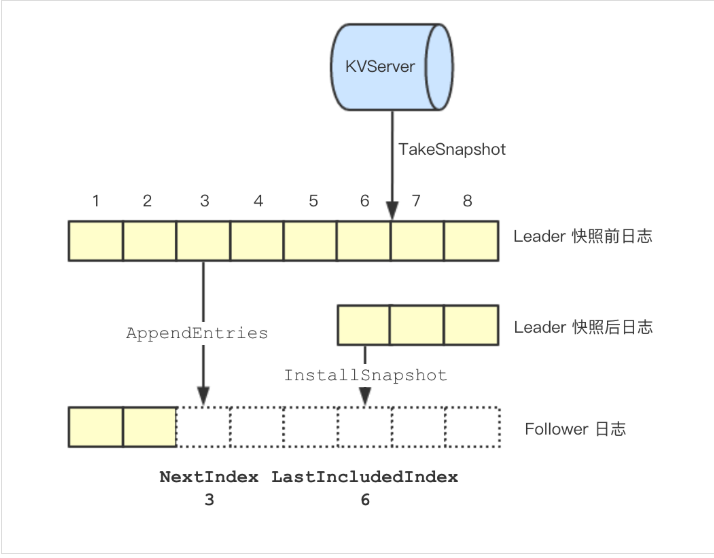 KVServer
TakeSnapshot
1 2 3 4 5 6 7 8
Leader 快照前日志
Leader 快照后日志
AppendEntries
InstallSnapshot
Follower 日志
NextIndex LastIncludedIndex
3 6